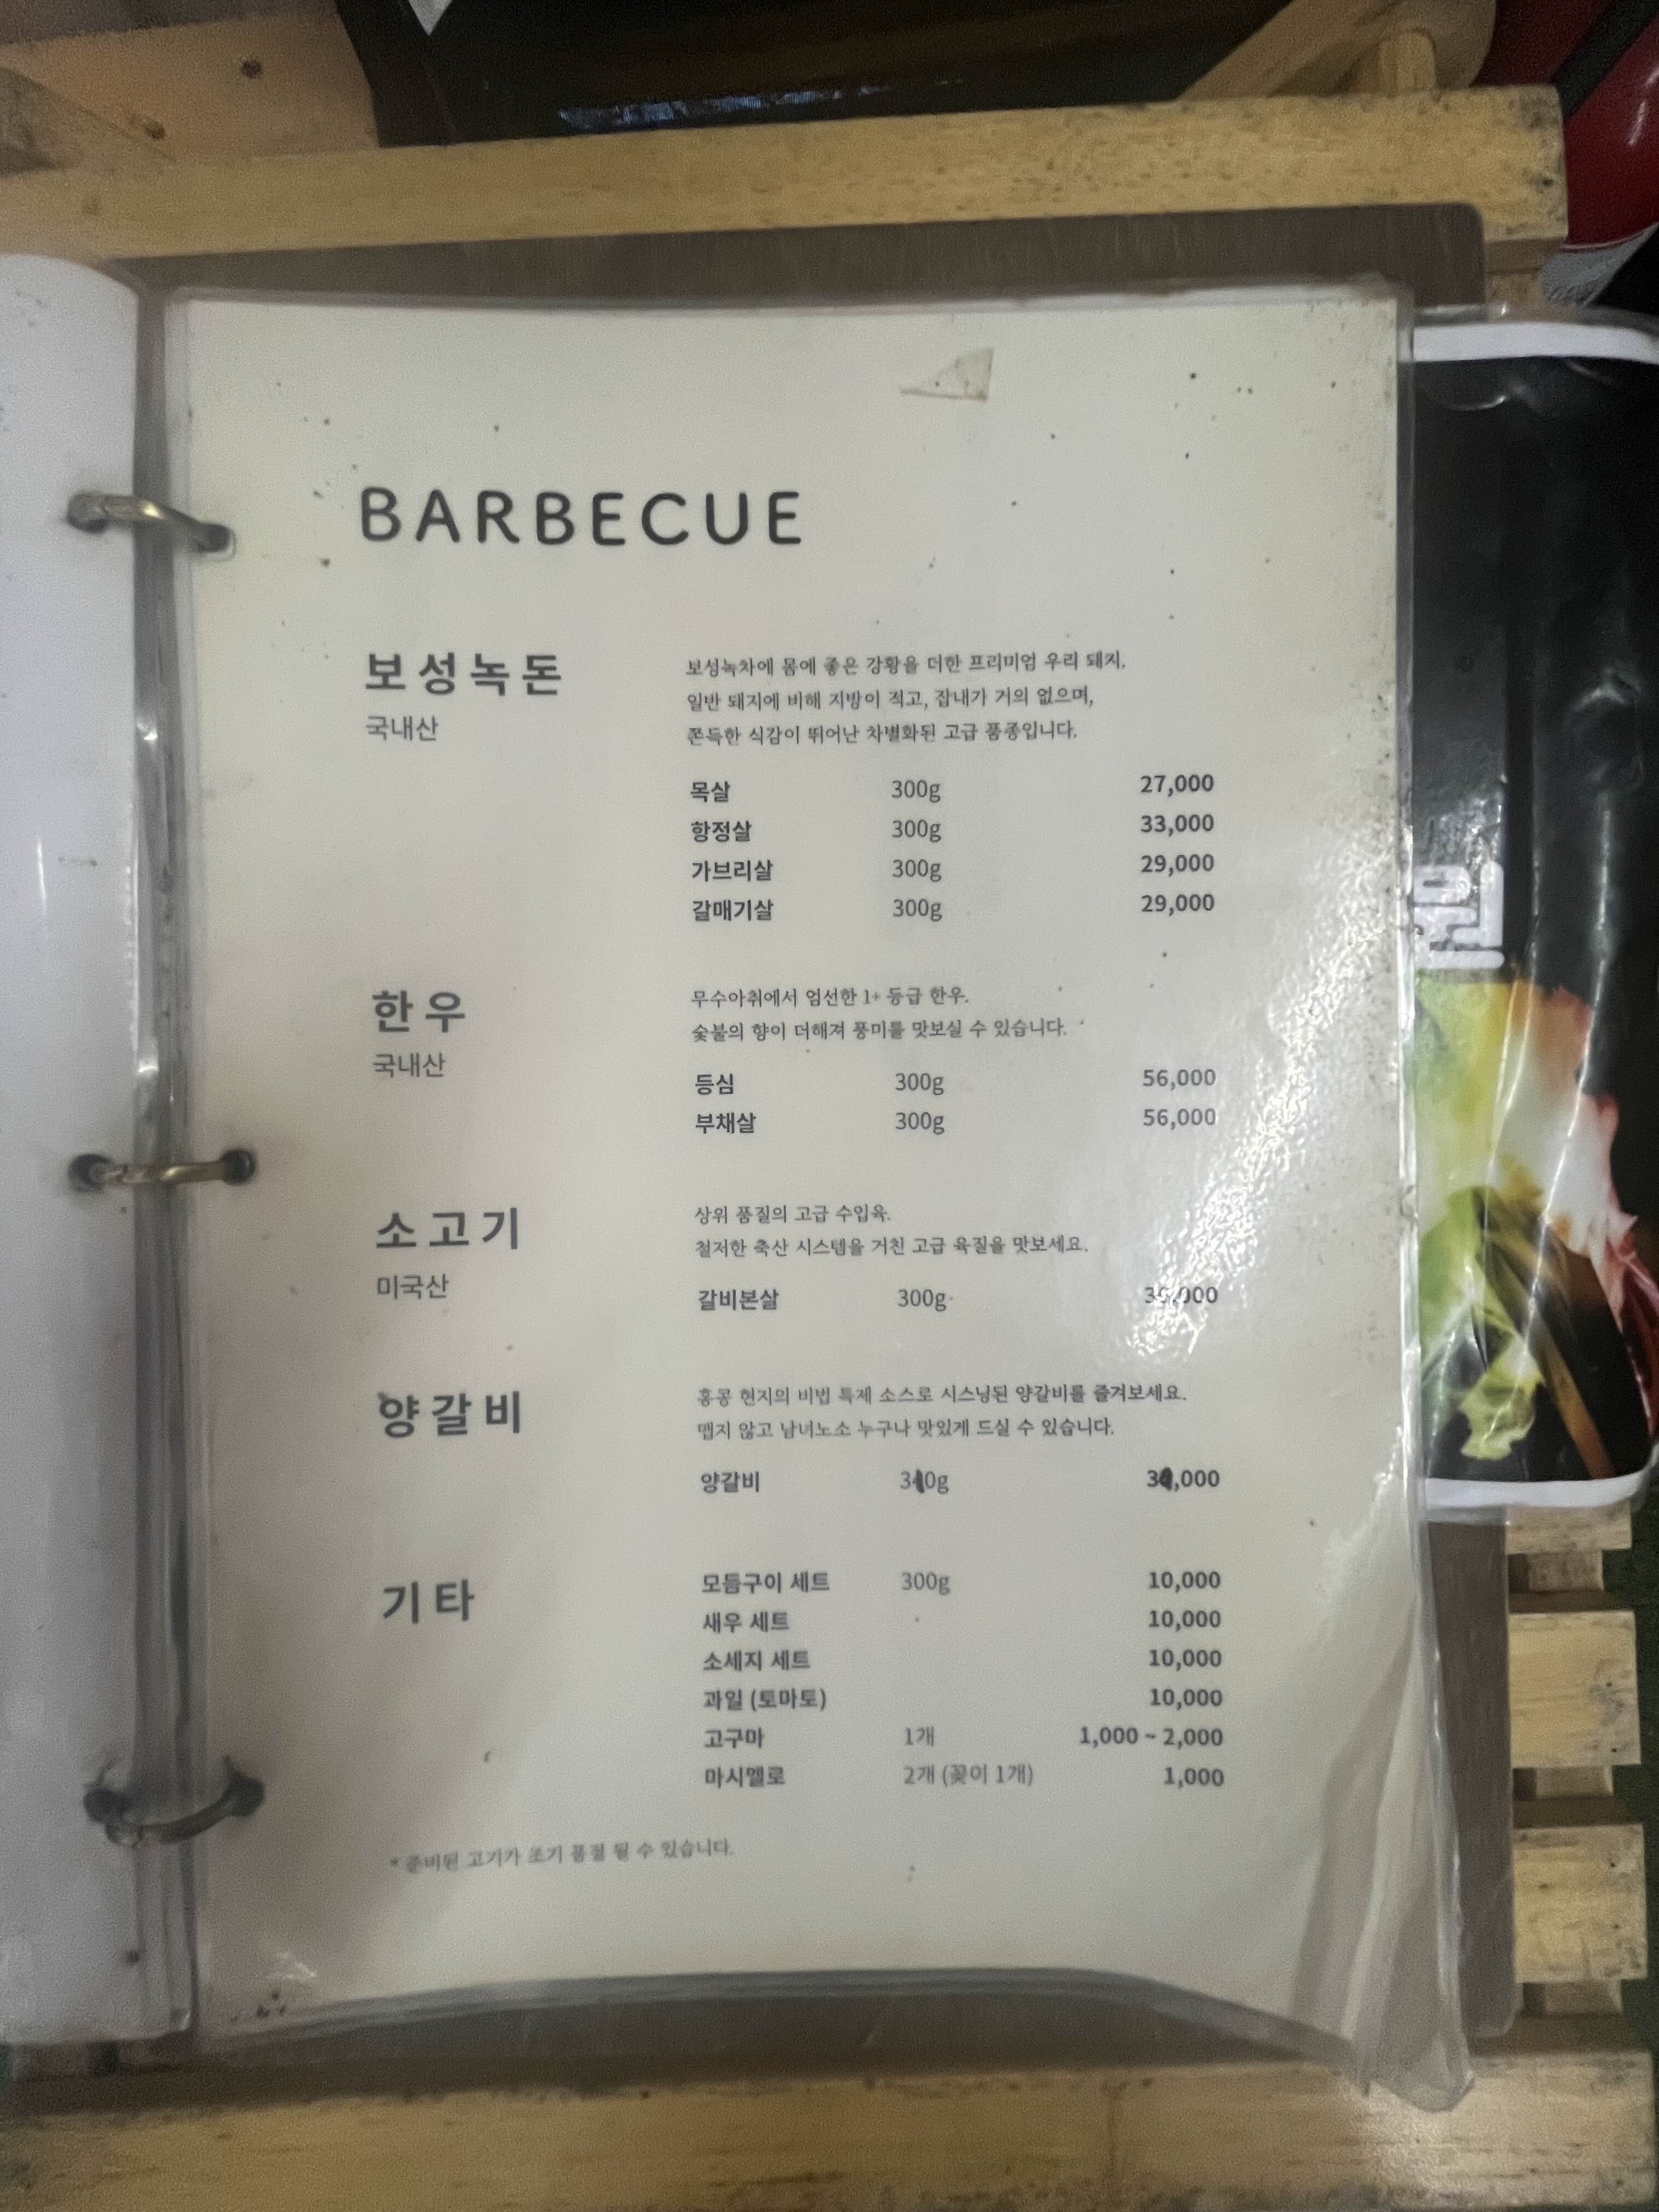 BARBECUE
보성녹돈
국내산
보성녹차에 몸에 좋은 강황을 더한 프리미엄 우리 돼지.
일반 돼지에 비해 지방이 적고, 잡내가 거의 없으며,
쫀득한 식감이 뛰어난 차별화된 고급 품종입니다.
목살 300g 27,000
항정살 300g 33,000
가브리살 300g 29,000
갈매기살 300g 29,000
한우
국내산
무수아취에서 엄선한 1+ 등급 한우.
숯불의 향이 더해져 풍미를 맛보실 수 있습니다.
등심 300g 56,000
부채살 300g 56,000
소고기
미국산
상위 품질의 고급 수입육.
철저한 축산 시스템을 거친 고급 육질을 맛보세요.
갈비본살 300g
양갈비
홍콩 현지의 비법 특제 소스로 시스닝된 양갈비를 즐겨보세요.
맵지 않고 남녀노소 누구나 맛있게 드실 수 있습니다.
양갈비
기타
모듬구이 세트 300g 10,000
새우 세트 10,000
소세지 세트 10,000
과일 (토마토) 10,000
고구마 1개 1,000 ~ 2,000
마시멜로 2개 (꽂이 1개) 1,000
* 준비된 고기가 조기 품절 될 수 있습니다.